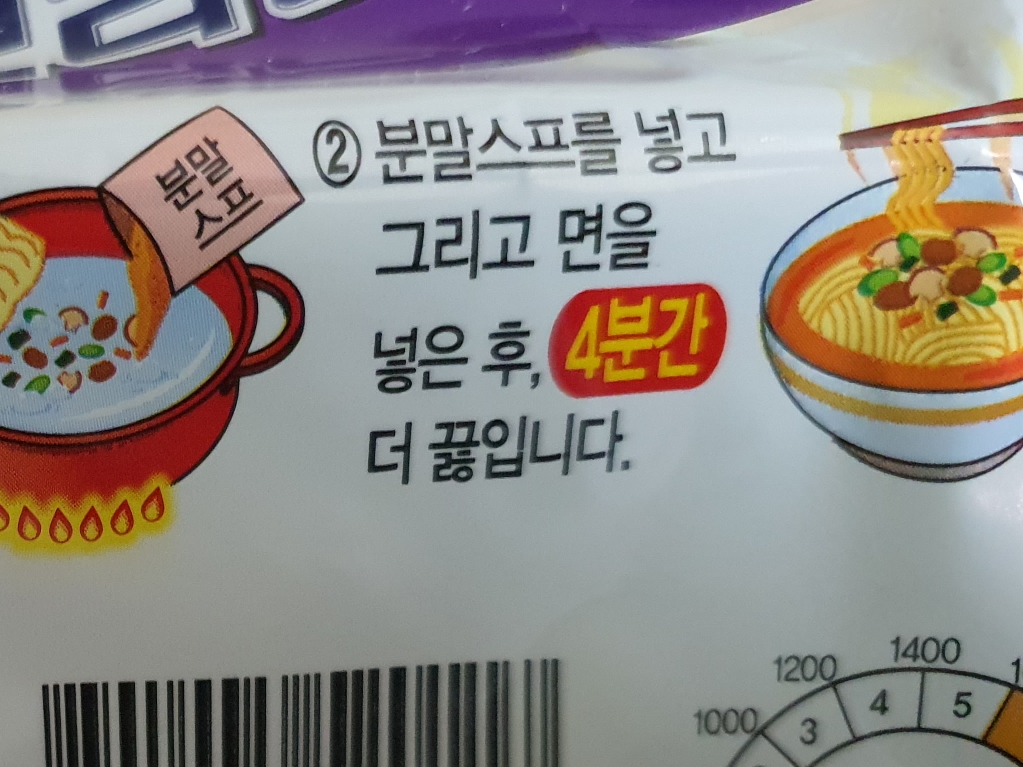 분말
스프
② 분말스프를 넣고
그리고 면을
넣은 후, 4분간
더 끓입니다.
1000 1200 1400
3 4 5